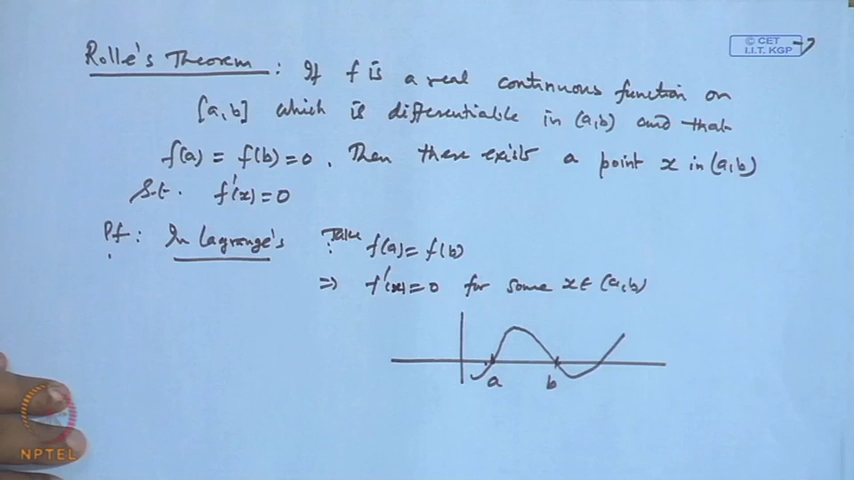 © CET
I.I.T. KGP
Rolle's Theorem : If f is a real continuous function on
[a,b] which is differentiable in (a,b) and that
f(a) = f(b) = 0 . Then there exists a point x in (a,b)
S.t. f'(x) = 0
Pf : In Lagrange's Take f(a) = f(b)
⇒ f'(x) = 0 for some x ∈ (a,b)
a b
NPTEL